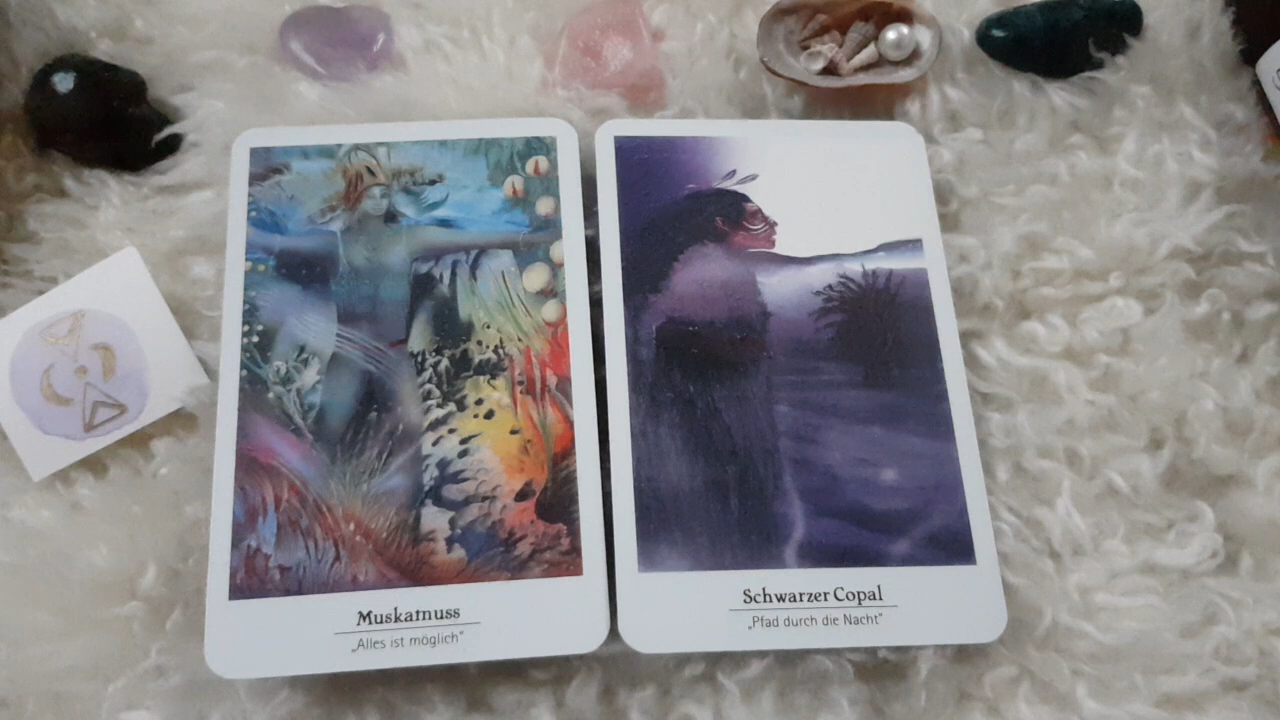 Muskatnuss
„Alles ist möglich"
Schwarzer Copal
„Pfad durch die Nacht"